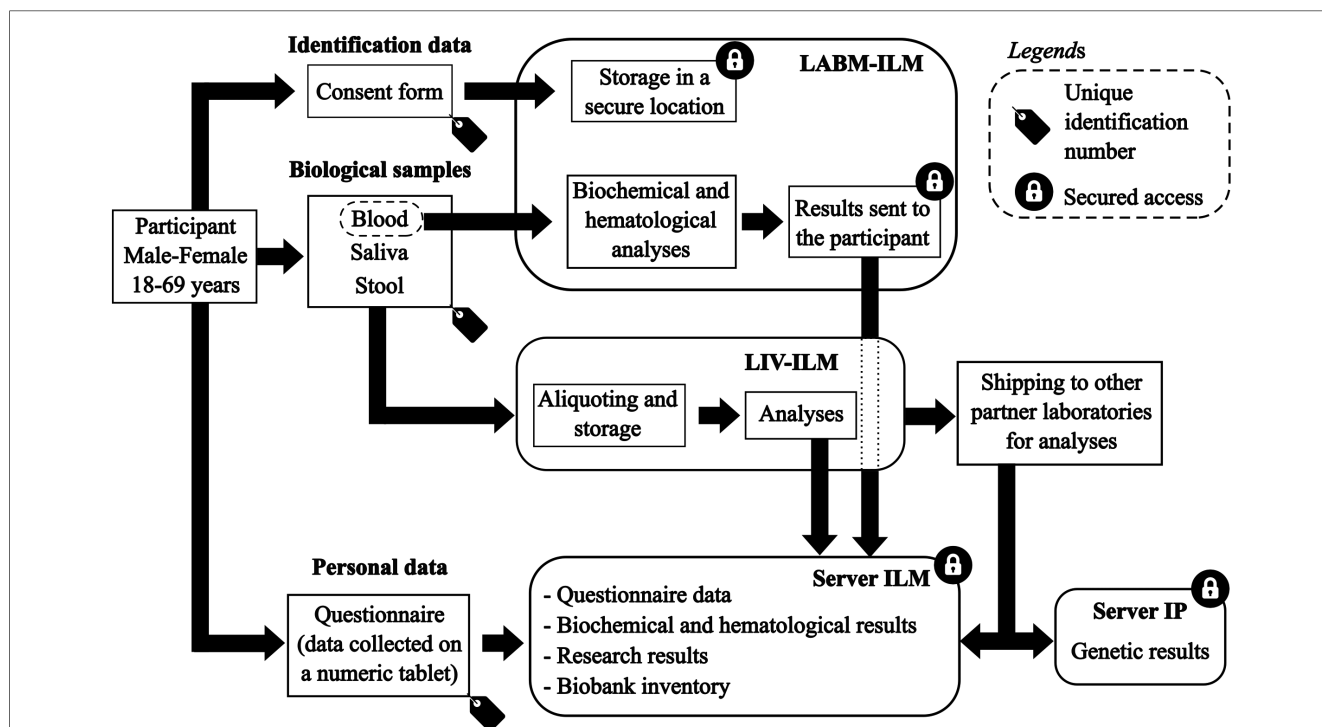 Identification data
Consent form
LABM-ILM
Storage in a
secure location
Legends
Unique
identification
number
Secured access
Biological samples
Blood
Saliva
Stool
Biochemical and
hematological
analyses
Results sent to
the participant
Participant
Male-Female
18-69 years
LIV-ILM
Aliquoting and
storage
Analyses
Shipping to other
partner laboratories
for analyses
Personal data
Questionnaire
(data collected on
a numeric tablet)
Server ILM
- Questionnaire data
- Biochemical and hematological results
- Research results
- Biobank inventory
Server IP
Genetic results